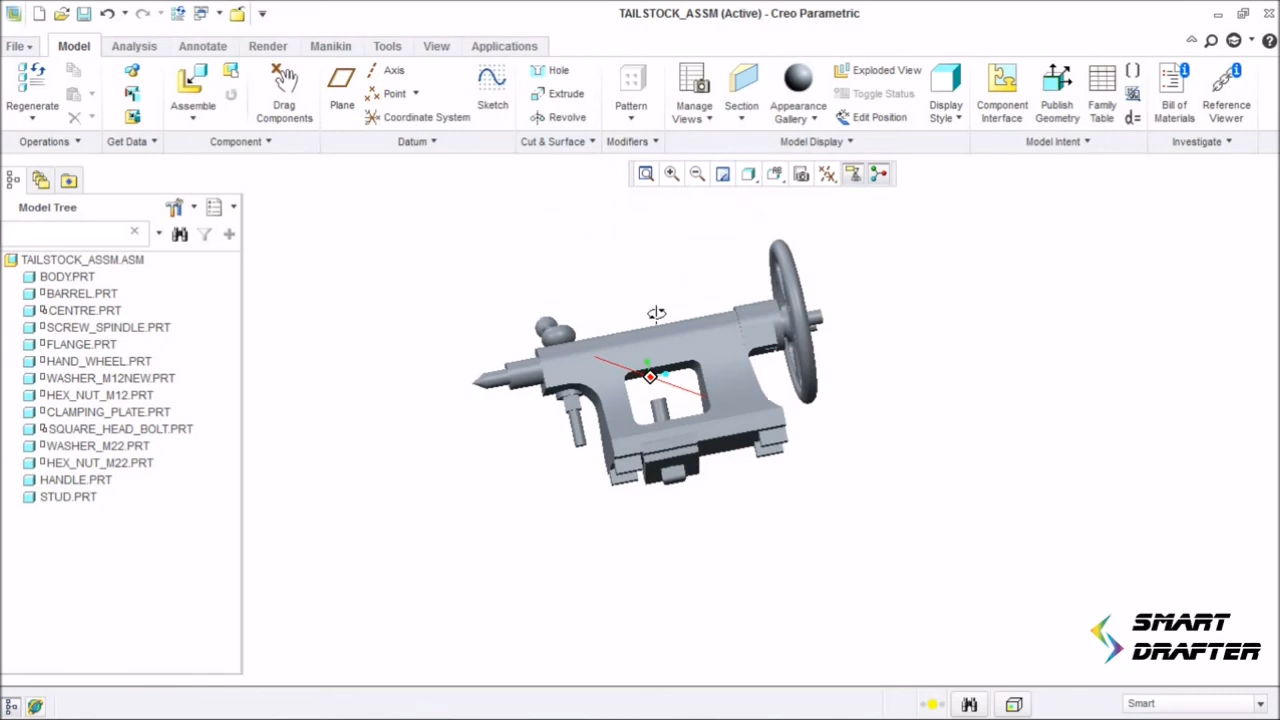 TAILSTOCK_ASSM (Active) - Creo Parametric
File
Model
Analysis
Annotate
Render
Manikin
Tools
View
Applications
Regenerate
Assemble
Drag
Components
Plane
Axis
Point
Coordinate System
Sketch
Hole
Extrude
Revolve
Pattern
Manage
Views
Section
Appearance
Gallery
Exploded View
Toggle Status
Edit Position
Display
Style
Component
Interface
Publish
Geometry
Family
Table
d=
Bill of
Materials
Reference
Viewer
Operations
Get Data
Component
Datum
Cut & Surface
Modifiers
Model Display
Model Intent
Investigate
Model Tree
TAILSTOCK_ASSM.ASM
BODY.PRT
BARREL.PRT
CENTRE.PRT
SCREW_SPINDLE.PRT
FLANGE.PRT
HAND_WHEEL.PRT
WASHER_M12NEW.PRT
HEX_NUT_M12.PRT
CLAMPING_PLATE.PRT
SQUARE_HEAD_BOLT.PRT
WASHER_M22.PRT
HEX_NUT_M22.PRT
HANDLE.PRT
STUD.PRT
SMART
DRAFTER
Smart